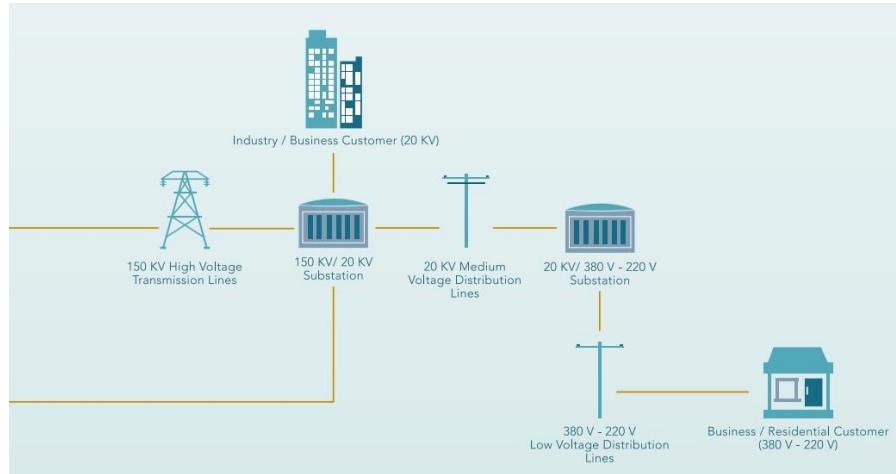 Industry / Business Customer (20 KV)
150 KV High Voltage
Transmission Lines
150 KV/ 20 KV
Substation
20 KV Medium
Voltage Distribution
Lines
20 KV/ 380 V - 220 V
Substation
380 V - 220 V
Low Voltage Distribution
Lines
Business / Residential Customer
(380 V - 220 V)